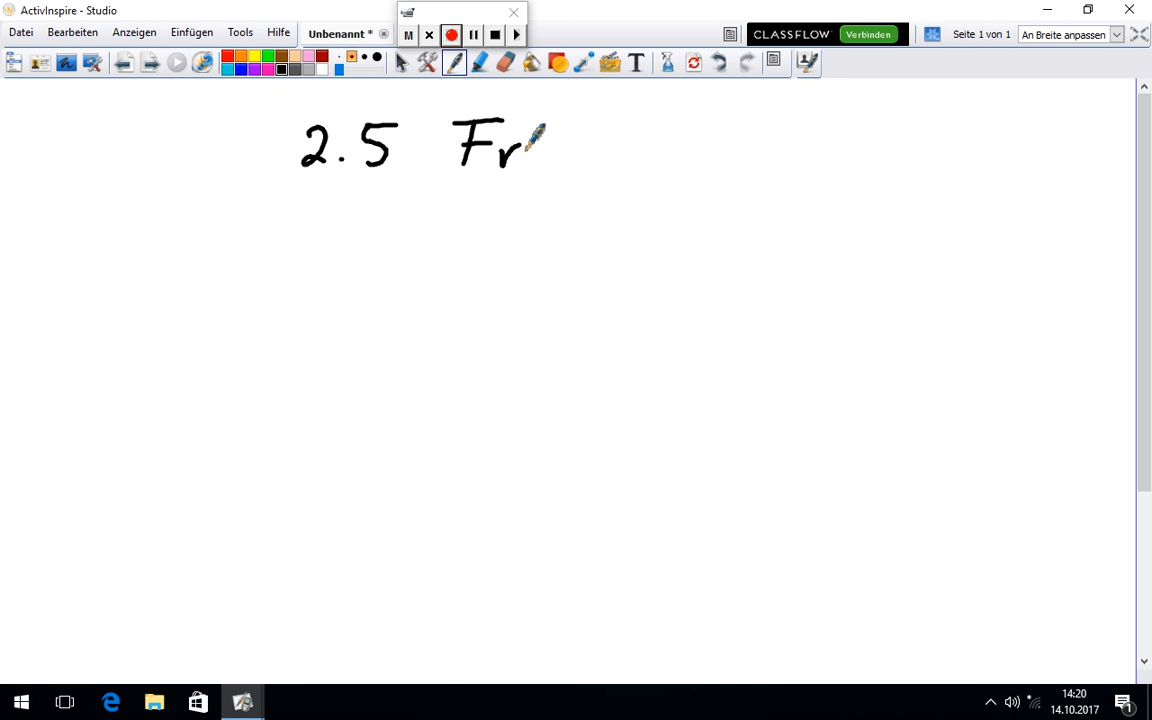 ActivInspire - Studio
Datei Bearbeiten Anzeigen Einfügen Tools Hilfe Unbenannt * M CLASSFLOW Verbinden Seite 1 von 1 An Breite anpassen
T
2.5 Fr
14:20
14.10.2017
1